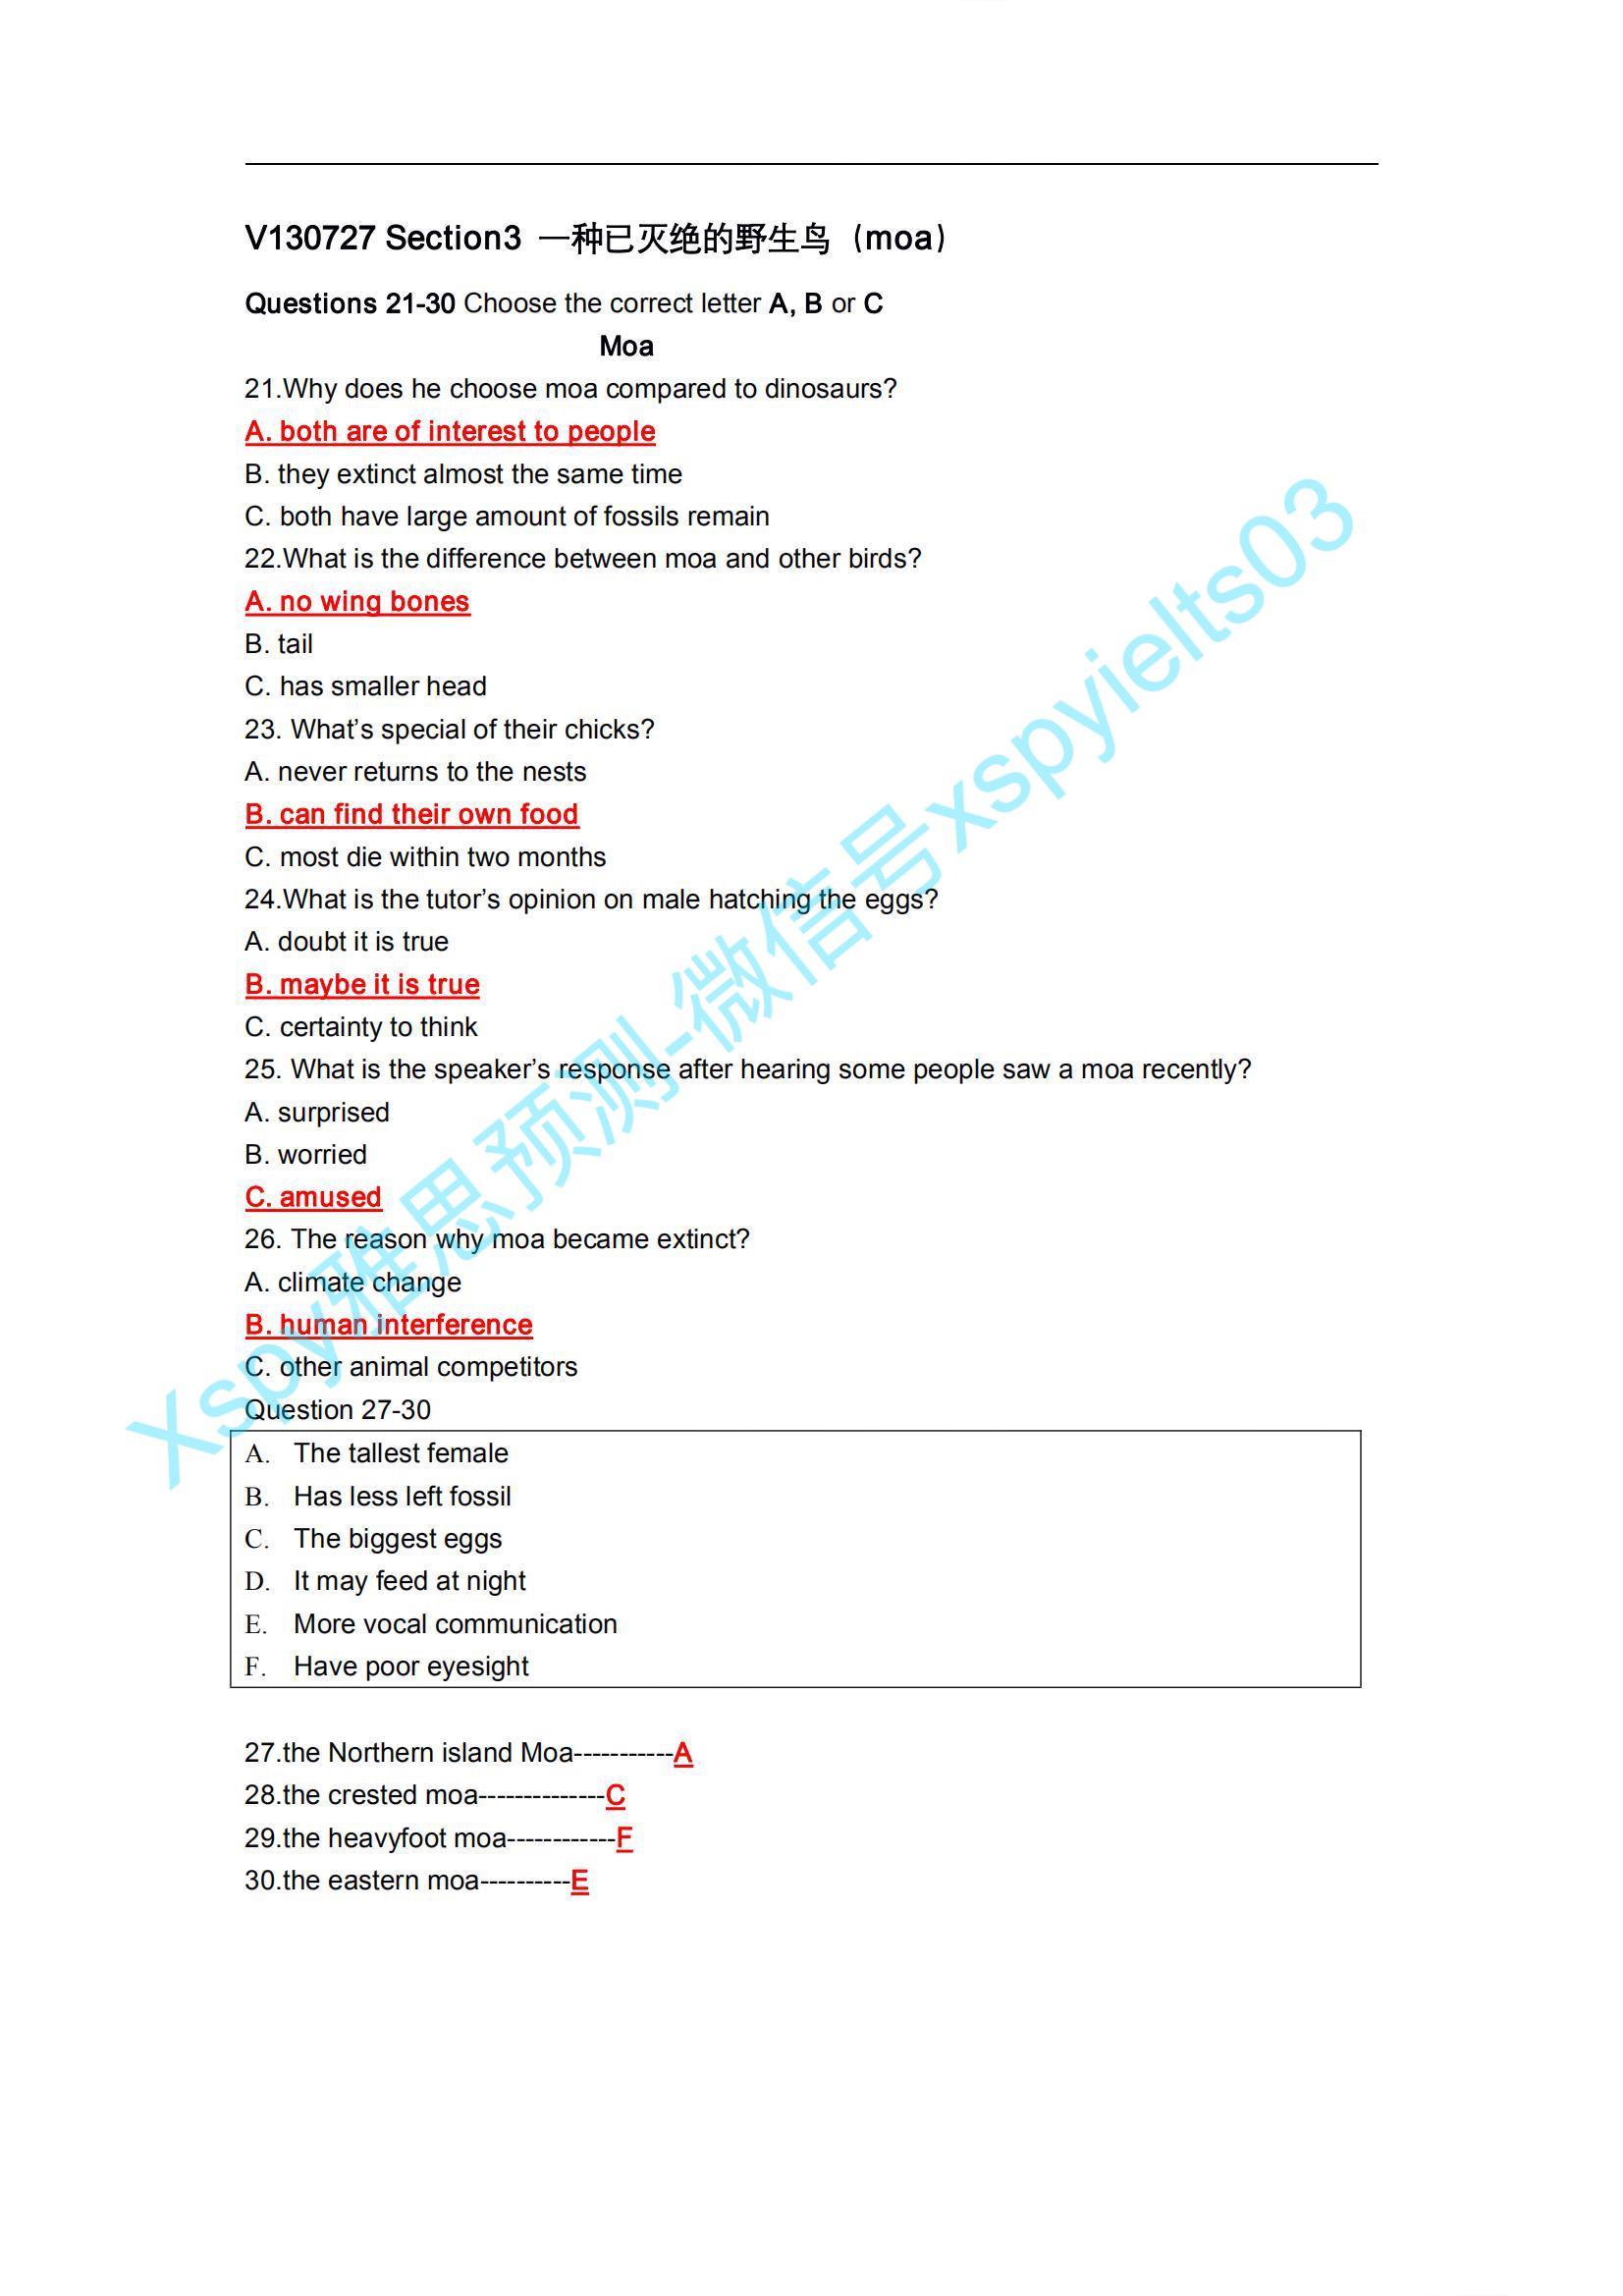 V130727 Section3 一种已灭绝的野生鸟（moa）
Questions 21-30 Choose the correct letter A, B or C
Moa
21.Why does he choose moa compared to dinosaurs?
A. both are of interest to people
B. they extinct almost the same time
C. both have large amount of fossils remain
22.What is the difference between moa and other birds?
A. no wing bones
B. tail
C. has smaller head
23. What’s special of their chicks?
A. never returns to the nests
B. can find their own food
C. most die within two months
24.What is the tutor’s opinion on male hatching the eggs?
A. doubt it is true
B. maybe it is true
C. certainty to think
25. What is the speaker’s response after hearing some people saw a moa recently?
A. surprised
B. worried
C. amused
26. The reason why moa became extinct?
A. climate change
B. human interference
C. other animal competitors
Question 27-30
A. The tallest female
B. Has less left fossil
C. The biggest eggs
D. It may feed at night
E. More vocal communication
F. Have poor eyesight
27.the Northern island Moa-----------A
28.the crested moa--------------C
29.the heavyfoot moa------------F
30.the eastern moa----------E
Xspy雅思预测-微信号xspyielts03